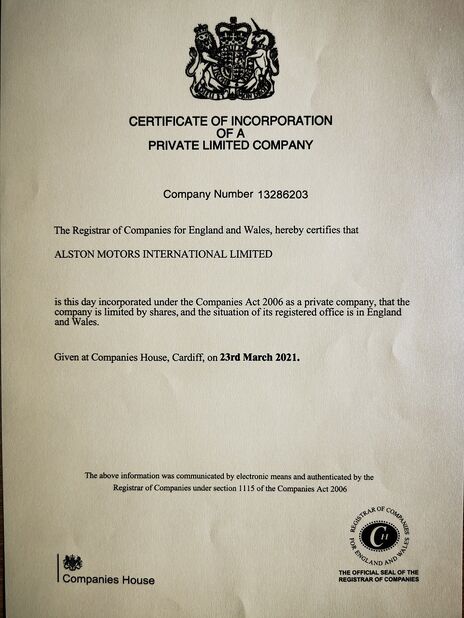 CERTIFICATE OF INCORPORATION
OF A
PRIVATE LIMITED COMPANY
Company Number 13286203
The Registrar of Companies for England and Wales, hereby certifies that
ALSTON MOTORS INTERNATIONAL LIMITED
is this day incorporated under the Companies Act 2006 as a private company, that the
company is limited by shares, and the situation of its registered office is in England
and Wales.
Given at Companies House, Cardiff, on 23rd March 2021.
The above information was communicated by electronic means and authenticated by the
Registrar of Companies under section 1115 of the Companies Act 2006
REGISTRAR OF COMPANIES
FOR ENGLAND AND WALES
Companies House
THE OFFICIAL SEAL OF THE
REGISTRAR OF COMPANIES